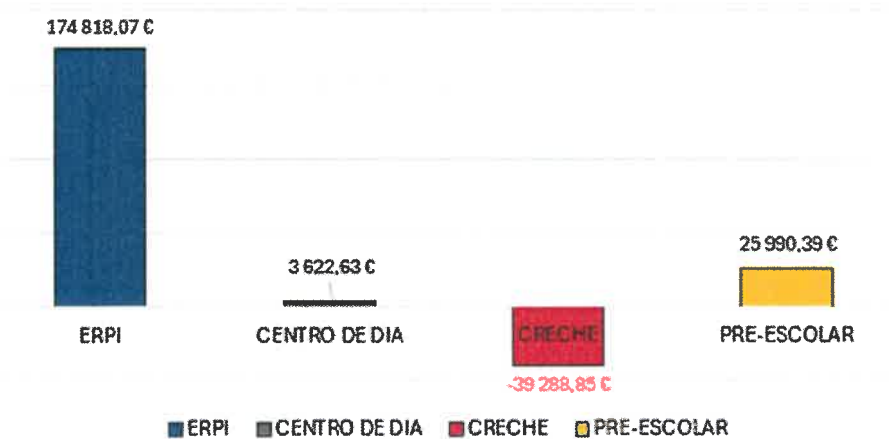 174 818,07 €
3 622,63 €
25 990,39 €
ERPI
CENTRO DE DIA
CRECHE
PRE-ESCOLAR
-39 288,85 €
ERPI CENTRO DE DIA CRECHE PRE-ESCOLAR